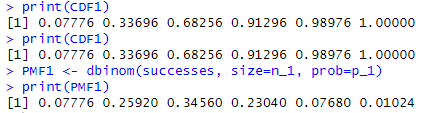 > print(CDF1)
[1] 0.07776 0.33696 0.68256 0.91296 0.98976 1.00000
> print(CDF1)
[1] 0.07776 0.33696 0.68256 0.91296 0.98976 1.00000
> PMF1 <- dbinom(successes, size=n_1, prob=p_1)
> print(PMF1)
[1] 0.07776 0.25920 0.34560 0.23040 0.07680 0.01024